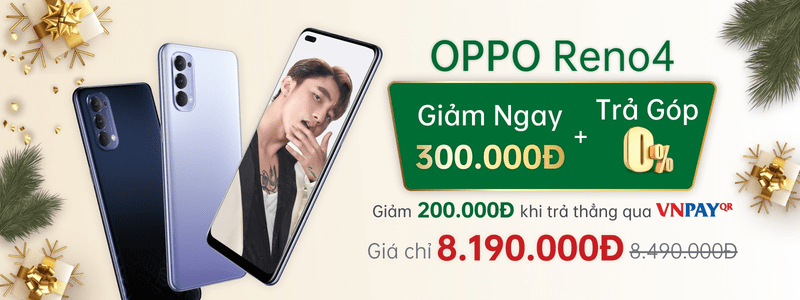 OPPO Reno4
Giảm Ngay
300.000Đ
+
Trả Góp
0%
Giảm 200.000Đ khi trả thẳng qua VNPAYQR
Giá chỉ 8.190.000Đ 8.490.000Đ